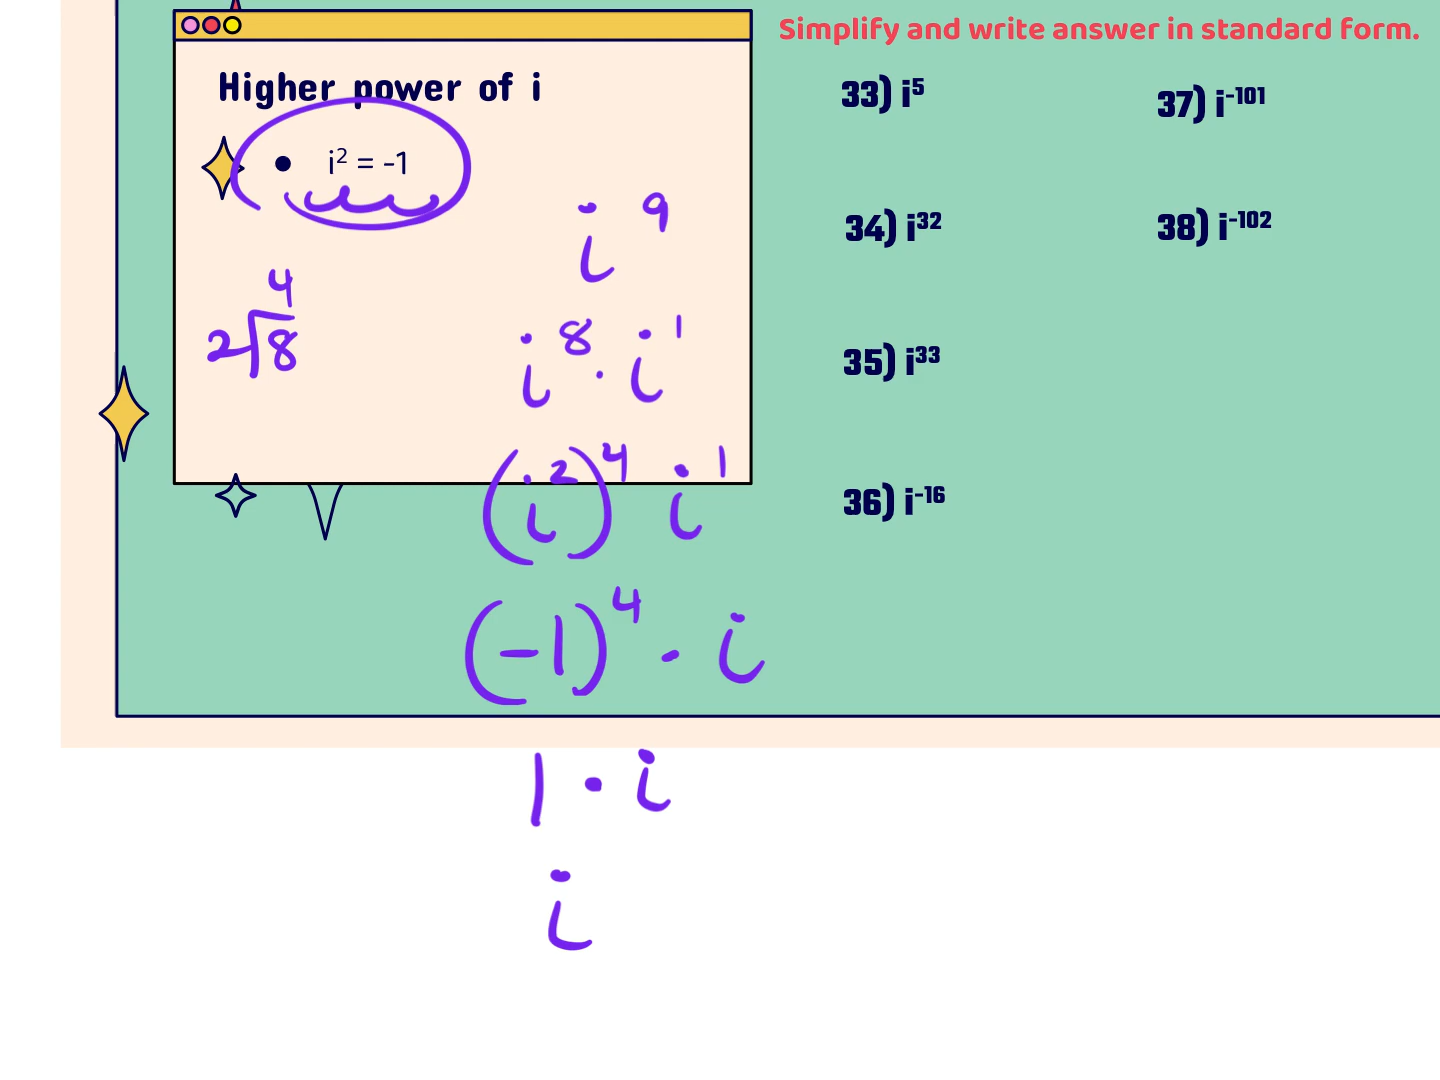 Simplify and write answer in standard form.
Higher power of i
i² = -1
i⁹
4
2√8
i⁸ · i¹
(i²)⁴ i¹
(-1)⁴ · i
1 · i
i
33) i⁵
34) i³²
35) i³³
36) i⁻¹⁶
37) i⁻¹⁰¹
38) i⁻¹⁰²